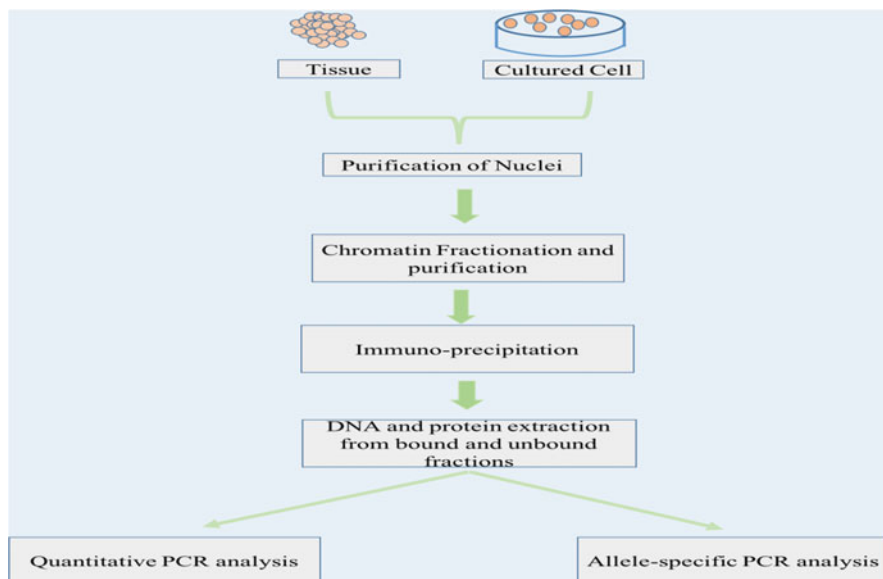 Tissue
Cultured Cell
Purification of Nuclei
Chromatin Fractionation and
purification
Immuno-precipitation
DNA and protein extraction
from bound and unbound
fractions
Quantitative PCR analysis
Allele-specific PCR analysis